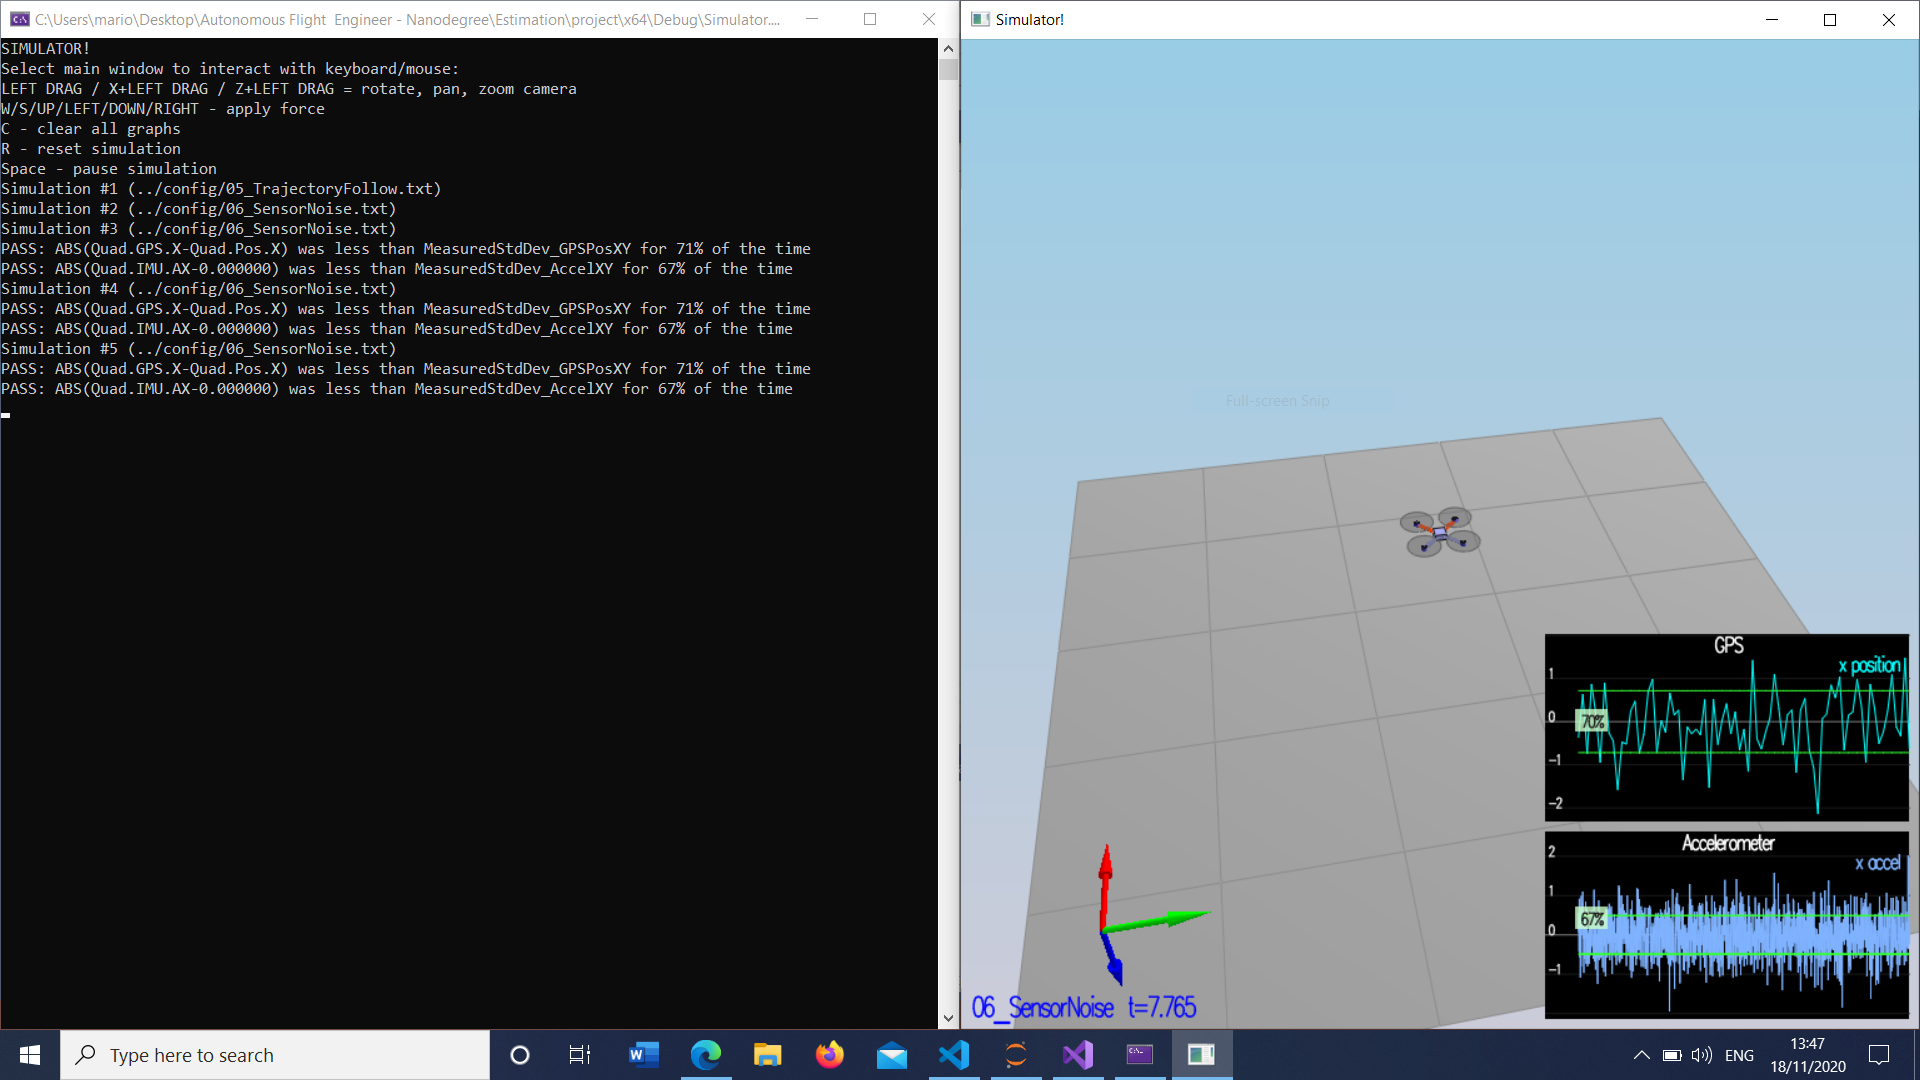 C:\Users\mario\Desktop\Autonomous Flight  Engineer - Nanodegree\Estimation\project\x64\Debug\Simulator....
SIMULATOR!
Select main window to interact with keyboard/mouse:
LEFT DRAG / X+LEFT DRAG / Z+LEFT DRAG = rotate, pan, zoom camera
W/S/UP/LEFT/DOWN/RIGHT - apply force
C - clear all graphs
R - reset simulation
Space - pause simulation
Simulation #1 (../config/05_TrajectoryFollow.txt)
Simulation #2 (../config/06_SensorNoise.txt)
Simulation #3 (../config/06_SensorNoise.txt)
PASS: ABS(Quad.GPS.X-Quad.Pos.X) was less than MeasuredStdDev_GPSPosXY for 71% of the time
PASS: ABS(Quad.IMU.AX-0.000000) was less than MeasuredStdDev_AccelXY for 67% of the time
Simulation #4 (../config/06_SensorNoise.txt)
PASS: ABS(Quad.GPS.X-Quad.Pos.X) was less than MeasuredStdDev_GPSPosXY for 71% of the time
PASS: ABS(Quad.IMU.AX-0.000000) was less than MeasuredStdDev_AccelXY for 67% of the time
Simulation #5 (../config/06_SensorNoise.txt)
PASS: ABS(Quad.GPS.X-Quad.Pos.X) was less than MeasuredStdDev_GPSPosXY for 71% of the time
PASS: ABS(Quad.IMU.AX-0.000000) was less than MeasuredStdDev_AccelXY for 67% of the time
Simulator!
Full-screen Snip
GPS
x position
1
0
70%
-1
-2
Accelerometer
x accel
2
1
67%
0
-1
06_SensorNoise t=7.765
Type here to search
ENG
13:47
18/11/2020